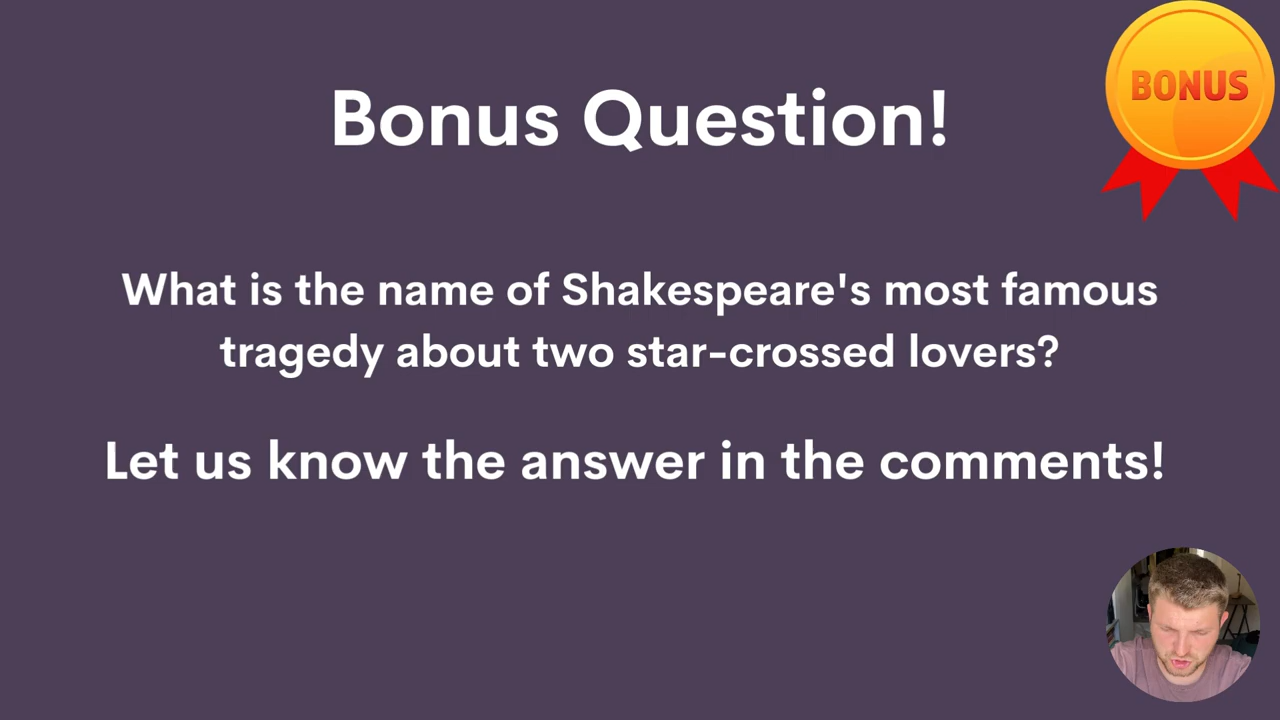 BONUS
Bonus Question!
What is the name of Shakespeare's most famous
tragedy about two star-crossed lovers?
Let us know the answer in the comments!